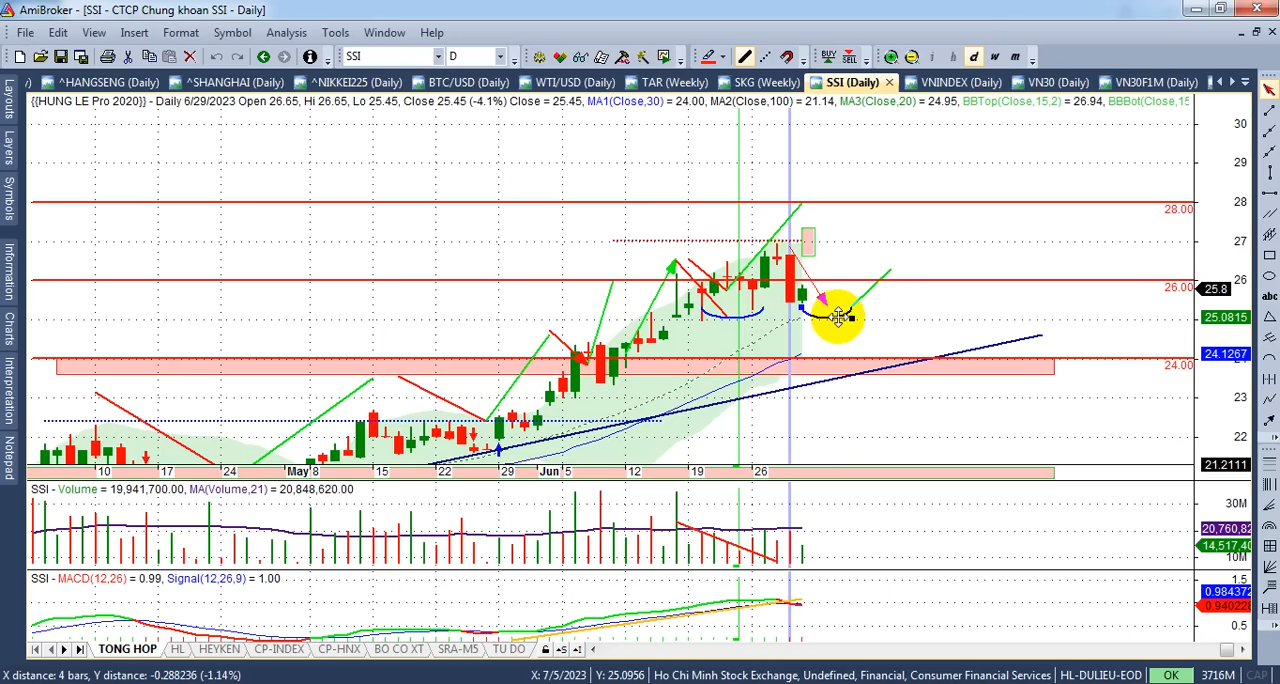 AmiBroker - [SSI - CTCP Chung khoan SSI - Daily]
File Edit View Insert Format Symbol Analysis Tools Window Help
SSI D BUY SELL i h d w m
^HANGSENG (Daily) ^SHANGHAI (Daily) ^NIKKEI225 (Daily) BTC/USD (Daily) WTI/USD (Daily) TAR (Weekly) SKG (Weekly) SSI (Daily) VNINDEX (Daily) VN30 (Daily) VN30F1M (Daily)
Layouts
Layers
Symbols
Information
Charts
Interpretation
Notepad
{{HUNG LE Pro 2020}} - Daily 6/29/2023 Open 26.65, Hi 26.65, Lo 25.45, Close 25.45 (-4.1%) Close = 25.45, MA1(Close,30) = 24.00, MA2(Close,100) = 21.14, MA3(Close,20) = 24.95, BBTop(Close,15,2) = 26.94, BBBot(Close,15
30
29
28
28.00
27
26
26.00
25.8
25.0815
24.1267
24.00
23
22
21.2111
abc
10 17 24 May 8 15 22 29 Jun 5 12 19 26
SSI - Volume = 19,941,700.00, MA(Volume,21) = 20,848,620.00
30M
20,760,82
14,517,40
10M
SSI - MACD(12,26) = 0.99, Signal(12,26,9) = 1.00
1.5
0.984372
0.940228
0.5
TONG HOP HL HEYKEN CP-INDEX CP-HNX BO CO XT SRA-M5 TU DO
X distance: 4 bars, Y distance: -0.288236 (-1.14%) X: 7/5/2023 Y: 25.0956 Ho Chi Minh Stock Exchange, Undefined, Financial, Consumer Financial Services HL-DULIEU-EOD OK 3716M CAP